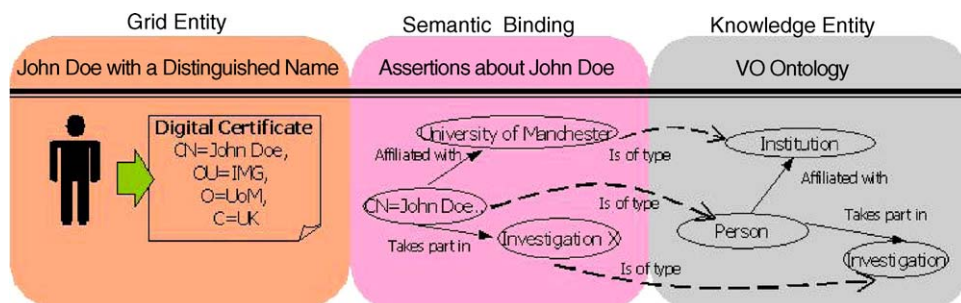 Grid Entity
Semantic Binding
Knowledge Entity
John Doe with a Distinguished Name
Assertions about John Doe
VO Ontology
Digital Certificate
CN=John Doe,
OU=IMG,
O=UoM,
C=UK
University of Manchester
Affiliated with
CN=John Doe..
Takes part in
Investigation X
Is of type
Is of type
Is of type
Institution
Affiliated with
Person
Takes part in
Investigation